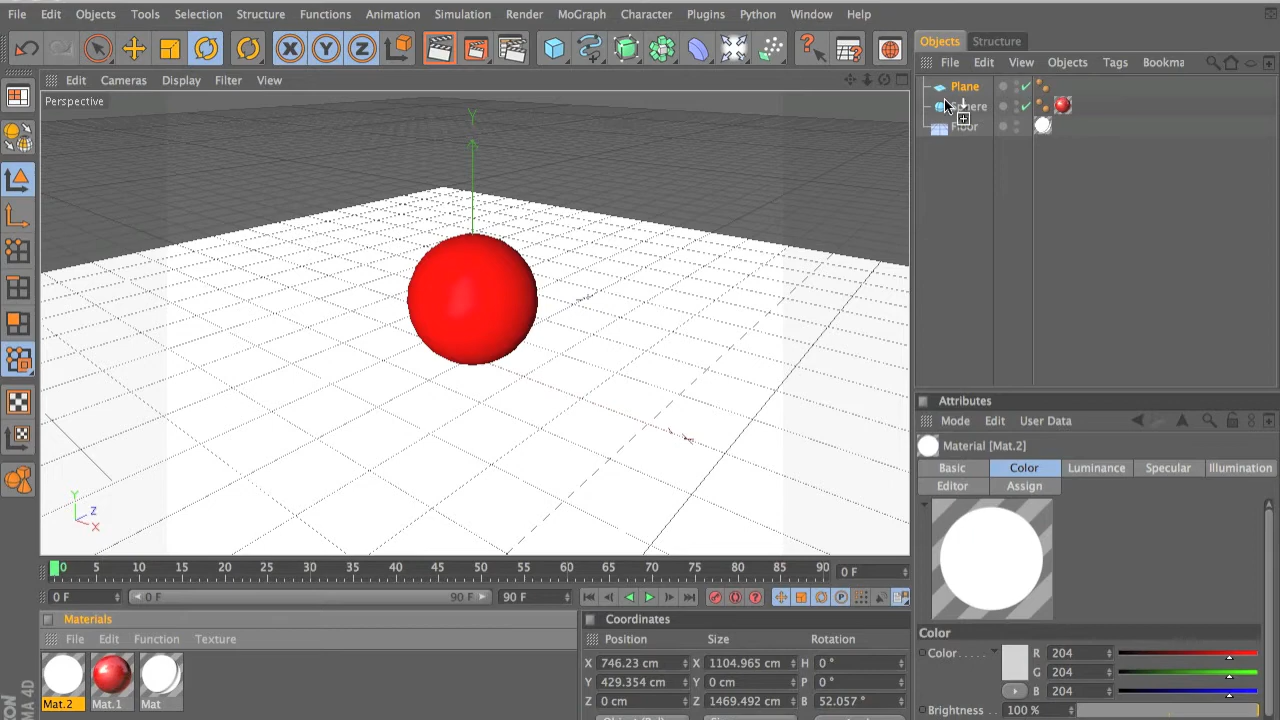 File Edit Objects Tools Selection Structure Functions Animation Simulation Render MoGraph Character Plugins Python Window Help
X Y Z
Objects Structure
File Edit View Objects Tags Bookma
Edit Cameras Display Filter View
Perspective
Plane
Sphere
Floor
Y
Y
Z
X
Attributes
Mode Edit User Data
Material [Mat.2]
Basic Color Luminance Specular Illumination
Editor Assign
0 5 10 15 20 25 30 35 40 45 50 55 60 65 70 75 80 85 90 0 F
0 F 0 F 90 F 90 F
Materials
File Edit Function Texture
Mat.2 Mat.1 Mat
Coordinates
Position Size Rotation
X 746.23 cm X 1104.965 cm H 0 °
Y 429.354 cm Y 0 cm P 0 °
Z 0 cm Z 1469.492 cm B 52.057 °
Color
Color..... R 204
G 204
B 204
Brightness . 100 %